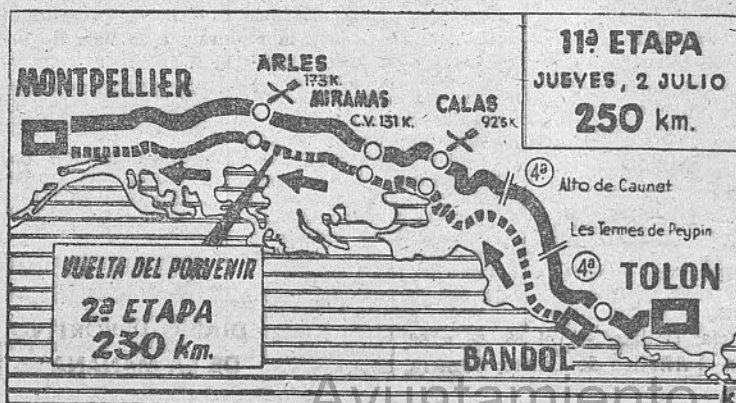 11ª ETAPA
JUEVES, 2 JULIO
250 km.
MONTPELLIER
ARLES
173 K.
MIRAMAS
C.V. 131 K.
CALAS
92'5 K.
4ª
Alto de Caunet
Les Termes de Peypin
4ª
TOLON
BANDOL
VUELTA DEL PORVENIR
2ª ETAPA
230 km.
Ayuntamiento